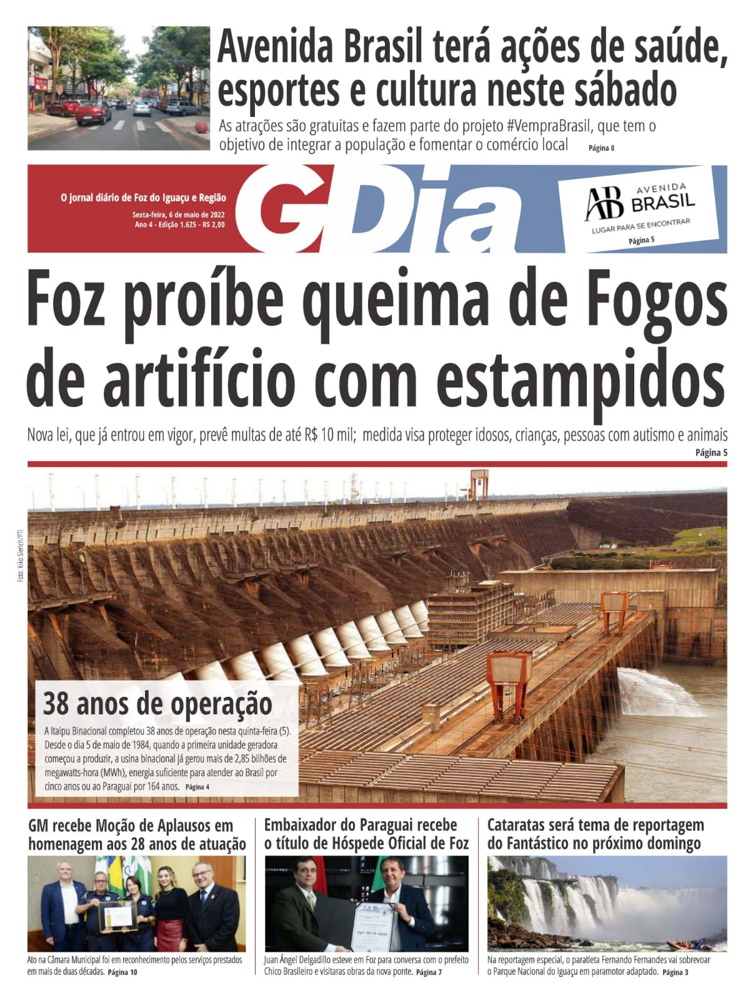 Avenida Brasil terá ações de saúde,
esportes e cultura neste sábado
As atrações são gratuitas e fazem parte do projeto #VempraBrasil, que tem o
objetivo de integrar a população e fomentar o comércio local Página 8
O jornal diário de Foz do Iguaçu e Região
Sexta-feira, 6 de maio de 2022
Ano 4 - Edição 1.625 - R$ 2,00
GDia
AB AVENIDA
BRASIL
LUGAR PARA SE ENCONTRAR
Página 5
Foz proíbe queima de Fogos
de artifício com estampidos
Nova lei, que já entrou em vigor, prevê multas de até R$ 10 mil; medida visa proteger idosos, crianças, pessoas com autismo e animais
Página 5
Foto: Kiko Sierich/PTI
38 anos de operação
A Itaipu Binacional completou 38 anos de operação nesta quinta-feira (5).
Desde o dia 5 de maio de 1984, quando a primeira unidade geradora
começou a produzir, a usina binacional já gerou mais de 2,85 bilhões de
megawatts-hora (MWh), energia suficiente para atender ao Brasil por
cinco anos ou ao Paraguai por 164 anos. Página 4
GM recebe Moção de Aplausos em
homenagem aos 28 anos de atuação
Ato na Câmara Municipal foi em reconhecimento pelos serviços prestados
em mais de duas décadas. Página 10
Embaixador do Paraguai recebe
o título de Hóspede Oficial de Foz
Juan Ángel Delgadillo esteve em Foz para conversa com o prefeito
Chico Brasileiro e visitaras obras da nova ponte. Página 7
Cataratas será tema de reportagem
do Fantástico no próximo domingo
Na reportagem especial, o paratleta Fernando Fernandes vai sobrevoar
o Parque Nacional do Iguaçu em paramotor adaptado. Página 3